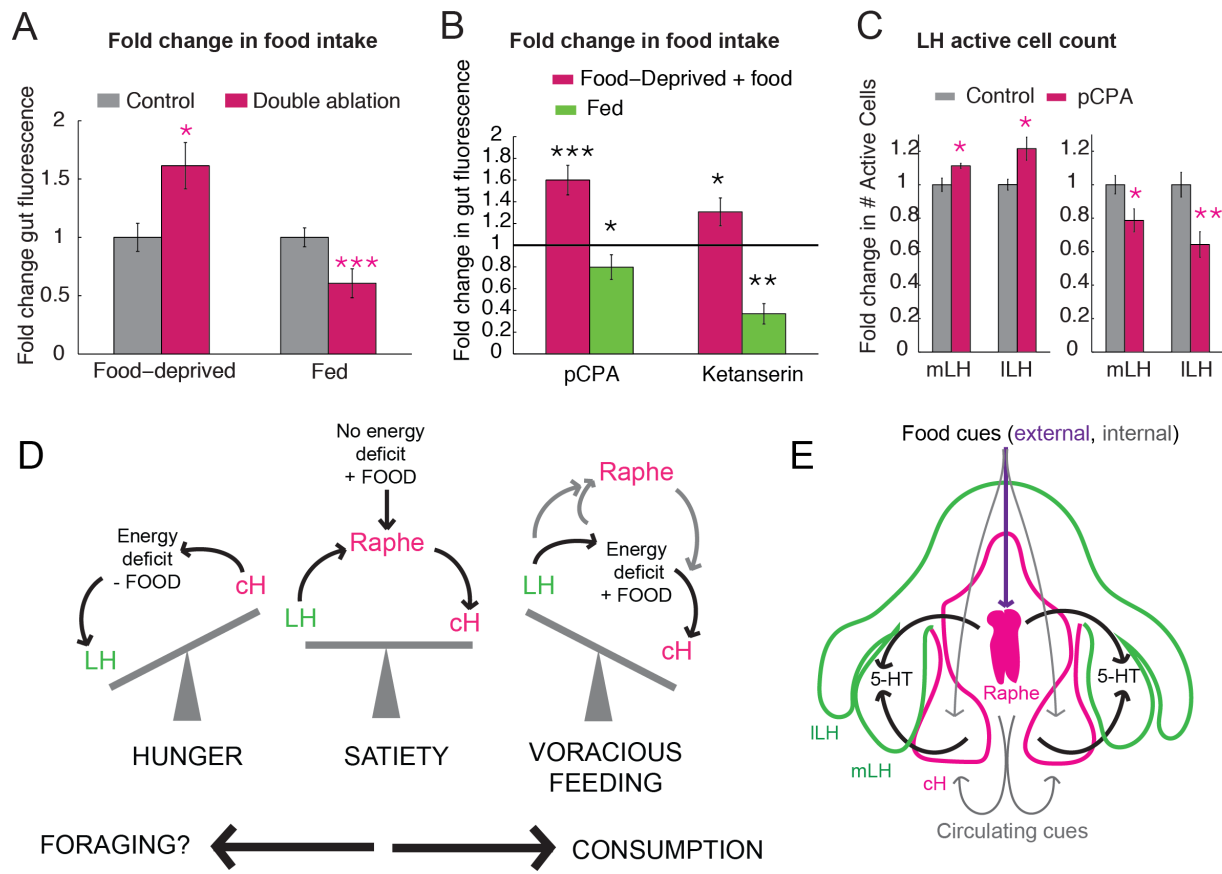 A
Fold change in food intake
Control
Double ablation
Fold change gut fluorescence
2
1.5
1
0.5
0
*
***
Food–deprived
Fed
B
Fold change in food intake
Food–Deprived + food
Fed
Fold change in gut fluorescence
2
1.8
1.6
1.4
1.2
1
0.8
0.6
0.4
0.2
0
***
*
*
**
pCPA
Ketanserin
C
LH active cell count
Control
pCPA
Fold change in # Active Cells
1.2
1
0.8
0.6
0.4
0.2
0
*
*
mLH
lLH
1.2
1
0.8
0.6
0.4
0.2
0
*
**
mLH
lLH
D
Energy
deficit
- FOOD
cH
LH
HUNGER
No energy
deficit
+ FOOD
Raphe
LH
cH
SATIETY
Raphe
LH
Energy
deficit
+ FOOD
cH
VORACIOUS
FEEDING
FORAGING?
CONSUMPTION
E
Food cues (external, internal)
5-HT
Raphe
5-HT
lLH
mLH
cH
Circulating cues